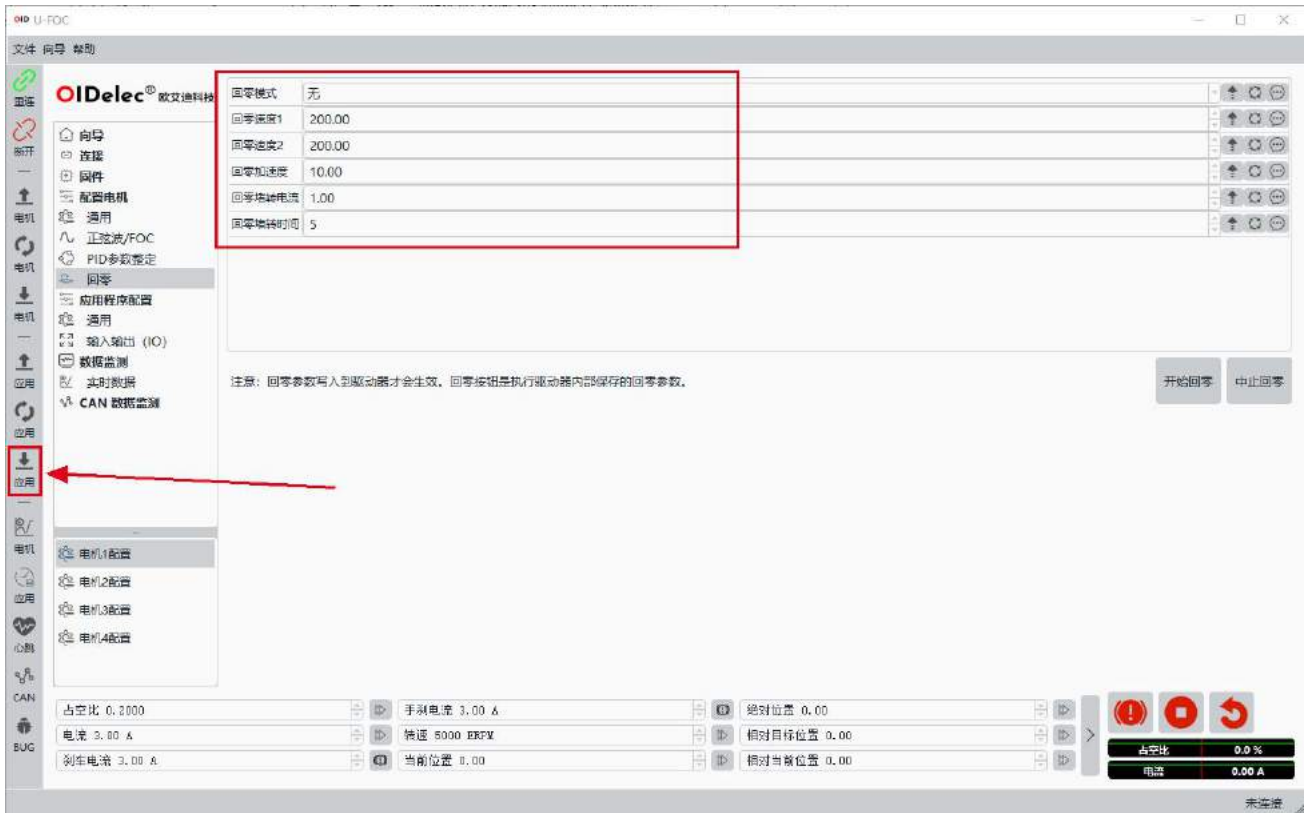 OID U-FOC
文件 向导 帮助
重连
断开
电机
电机
电机
应用
应用
应用
电机
应用
心跳
CAN
BUG
OIDelec® 欧艾迪科技
向导
连接
固件
配置电机
通用
正弦波/FOC
PID参数整定
回零
应用程序配置
通用
输入输出 (IO)
数据监测
实时数据
CAN 数据监测
电机1配置
电机2配置
电机3配置
电机4配置
回零模式 无
回零速度1 200.00
回零速度2 200.00
回零加速度 10.00
回零堵转电流 1.00
回零堵转时间 5
注意：回零参数写入到驱动器才会生效。回零按钮是执行驱动器内部保存的回零参数。
开始回零 中止回零
占空比 0.2000 手刹电流 3.00 A 绝对位置 0.00
电流 3.00 A 转速 5000 ERPM 相对目标位置 0.00
刹车电流 3.00 A 当前位置 0.00 相对当前位置 0.00
占空比 0.0 %
电流 0.00 A
未连接